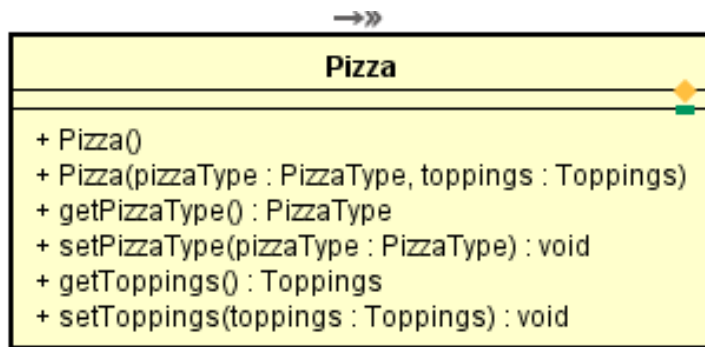 Pizza
+ Pizza()
+ Pizza(pizzaType : PizzaType, toppings : Toppings)
+ getPizzaType() : PizzaType
+ setPizzaType(pizzaType : PizzaType) : void
+ getToppings() : Toppings
+ setToppings(toppings : Toppings) : void